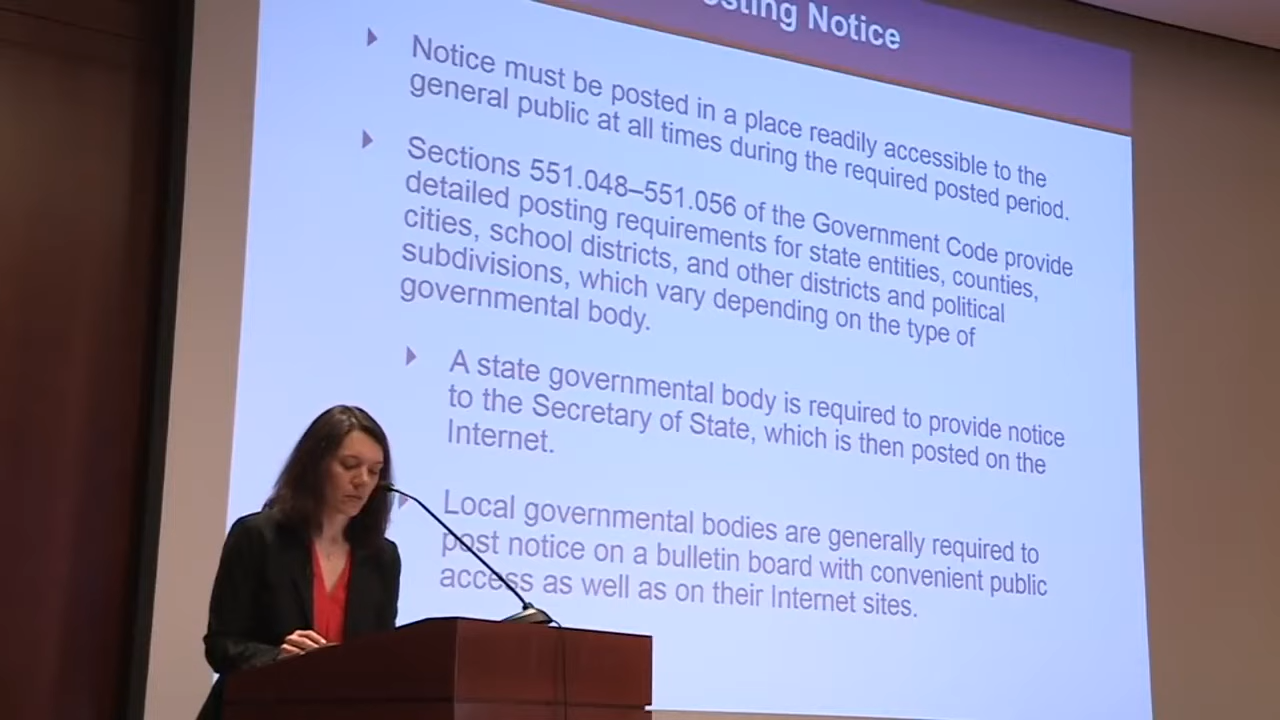 Notice
Notice must be posted in a place readily accessible to the
general public at all times during the required posted period.
Sections 551.048–551.056 of the Government Code provide
detailed posting requirements for state entities, counties,
cities, school districts, and other districts and political
subdivisions, which vary depending on the type of
governmental body.
A state governmental body is required to provide notice
to the Secretary of State, which is then posted on the
Internet.
Local governmental bodies are generally required to
post notice on a bulletin board with convenient public
access as well as on their Internet sites.